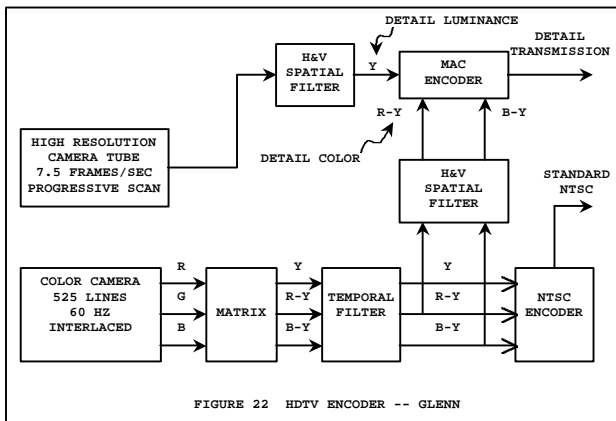 DETAIL LUMINANCE
H&V
SPATIAL
FILTER
Y
MAC
ENCODER
DETAIL
TRANSMISSION
R-Y
B-Y
DETAIL COLOR
HIGH RESOLUTION
CAMERA TUBE
7.5 FRAMES/SEC
PROGRESSIVE SCAN
H&V
SPATIAL
FILTER
STANDARD
NTSC
COLOR CAMERA
525 LINES
60 HZ
INTERLACED
R
G
B
MATRIX
Y
R-Y
B-Y
TEMPORAL
FILTER
Y
R-Y
B-Y
NTSC
ENCODER
FIGURE 22 HDTV ENCODER -- GLENN